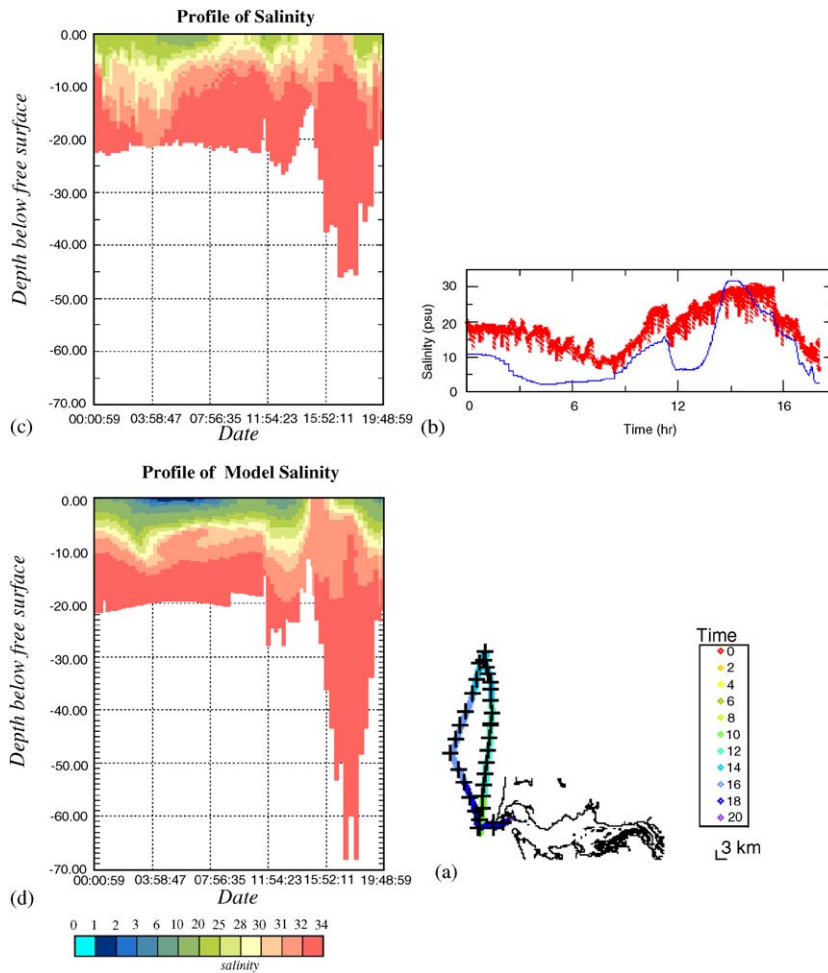 Profile of Salinity
Depth below free surface
0.00
-10.00
-20.00
-30.00
-40.00
-50.00
-60.00
-70.00
00:00:59 03:58:47 07:56:35 11:54:23 15:52:11 19:48:59
Date
(c)
Salinity (psu)
30
20
10
0
0 6 12 16
Time (hr)
(b)
Profile of Model Salinity
Depth below free surface
0.00
-10.00
-20.00
-30.00
-40.00
-50.00
-60.00
-70.00
00:00:59 03:58:47 07:56:35 11:54:23 15:52:11 19:48:59
Date
(d)
0 1 2 3 6 10 20 25 28 30 31 32 34
salinity
Time
0
2
4
6
8
10
12
14
16
18
20
3 km
(a)